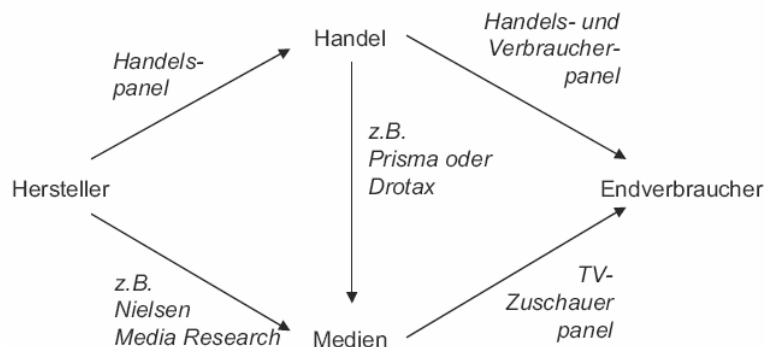 Handel
Handels-
panel
Handels- und
Verbraucher-
panel
z.B.
Prisma oder
Drotax
Hersteller
Endverbraucher
z.B.
Nielsen
Media Research
Medien
TV-
Zuschauer
panel